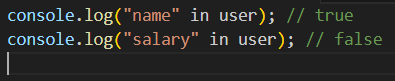 console.log("name" in user); // true
console.log("salary" in user); // false